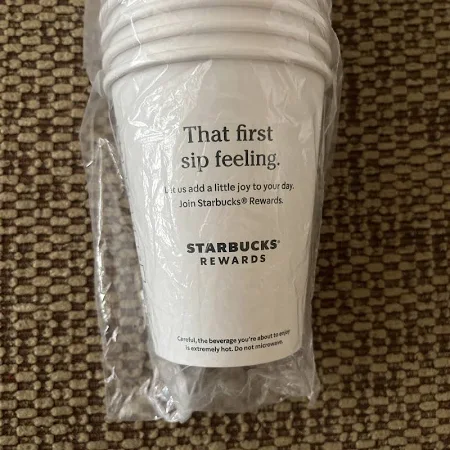 That first
sip feeling.
Let us add a little joy to your day.
Join Starbucks® Rewards.
STARBUCKS®
REWARDS
Careful, the beverage you're about to enjoy
is extremely hot. Do not microwave.